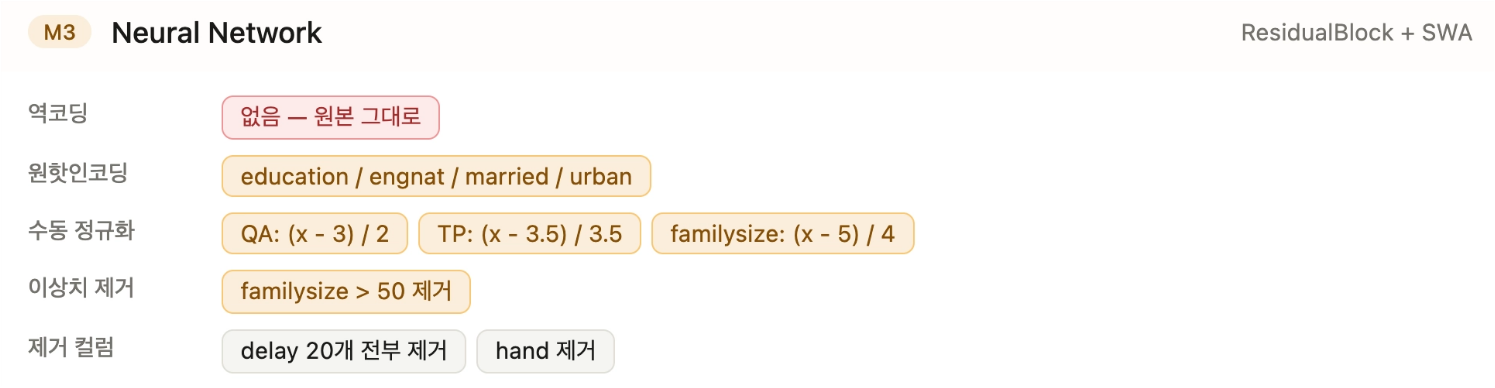 M3 Neural Network ResidualBlock + SWA
역코딩 없음 — 원본 그대로
원핫인코딩 education / engnat / married / urban
수동 정규화 QA: (x - 3) / 2 TP: (x - 3.5) / 3.5 familysize: (x - 5) / 4
이상치 제거 familysize > 50 제거
제거 컬럼 delay 20개 전부 제거 hand 제거